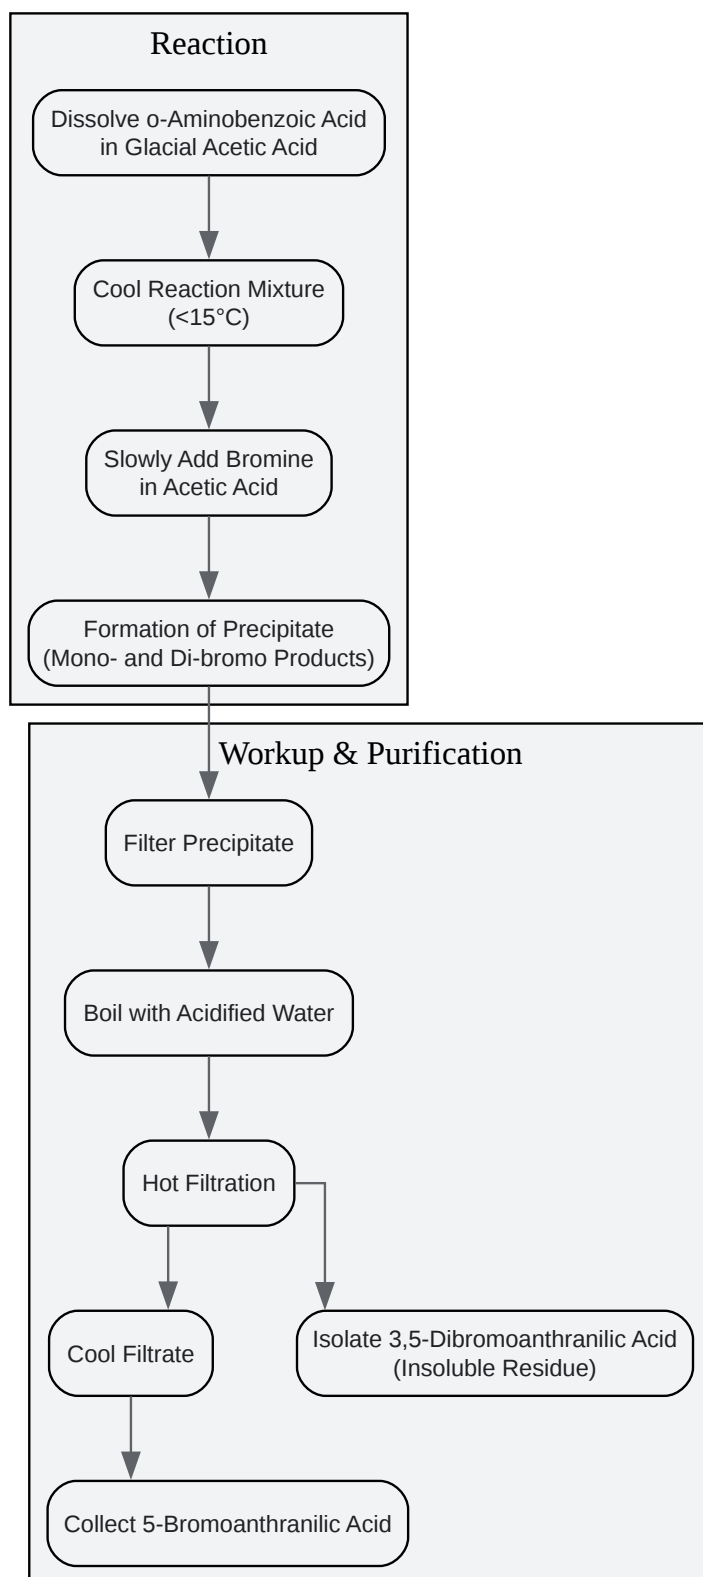 Reaction
Dissolve o-Aminobenzoic Acid
in Glacial Acetic Acid
Cool Reaction Mixture
(<15°C)
Slowly Add Bromine
in Acetic Acid
Formation of Precipitate
(Mono- and Di-bromo Products)
Workup & Purification
Filter Precipitate
Boil with Acidified Water
Hot Filtration
Cool Filtrate
Isolate 3,5-Dibromoanthranilic Acid
(Insoluble Residue)
Collect 5-Bromoanthranilic Acid